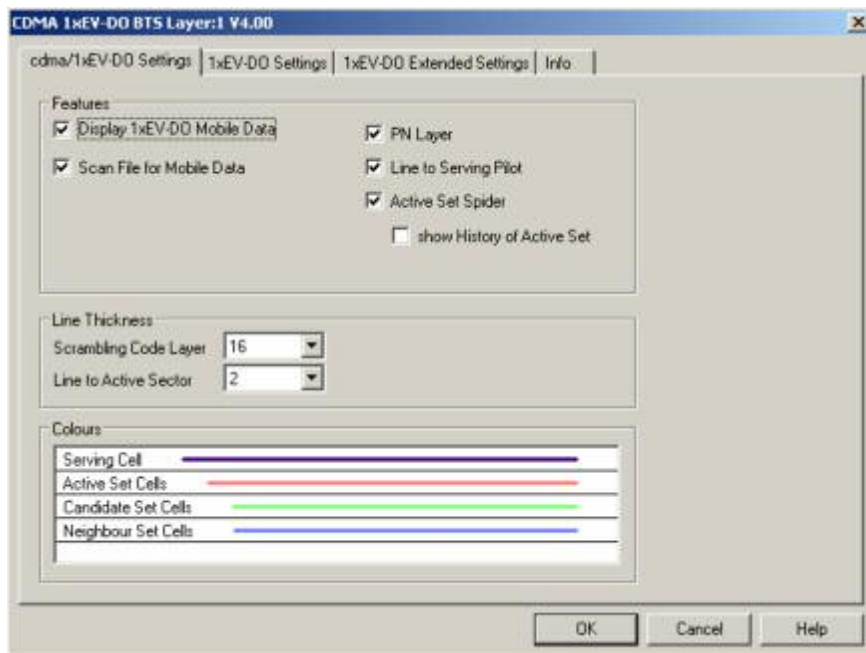 CDMA 1xEV-DO BTS Layer:1 V4.00
cdma/1xEV-DO Settings
1xEV-DO Settings
1xEV-DO Extended Settings
Info
Features
Display 1xEV-DO Mobile Data
PN Layer
Scan File for Mobile Data
Line to Serving Pilot
Active Set Spider
show History of Active Set
Line Thickness
Scrambling Code Layer 16
Line to Active Sector 2
Colours
Serving Cell
Active Set Cells
Candidate Set Cells
Neighbour Set Cells
OK
Cancel
Help